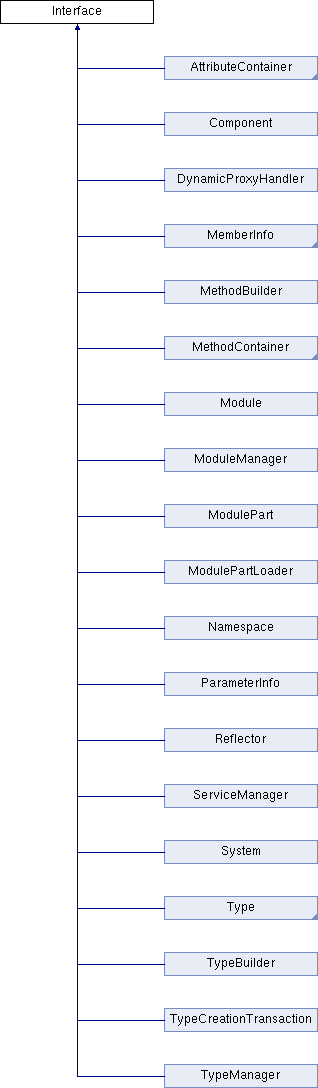 Interface
AttributeContainer
Component
DynamicProxyHandler
MemberInfo
MethodBuilder
MethodContainer
Module
ModuleManager
ModulePart
ModulePartLoader
Namespace
ParameterInfo
Reflector
ServiceManager
System
Type
TypeBuilder
TypeCreationTransaction
TypeManager